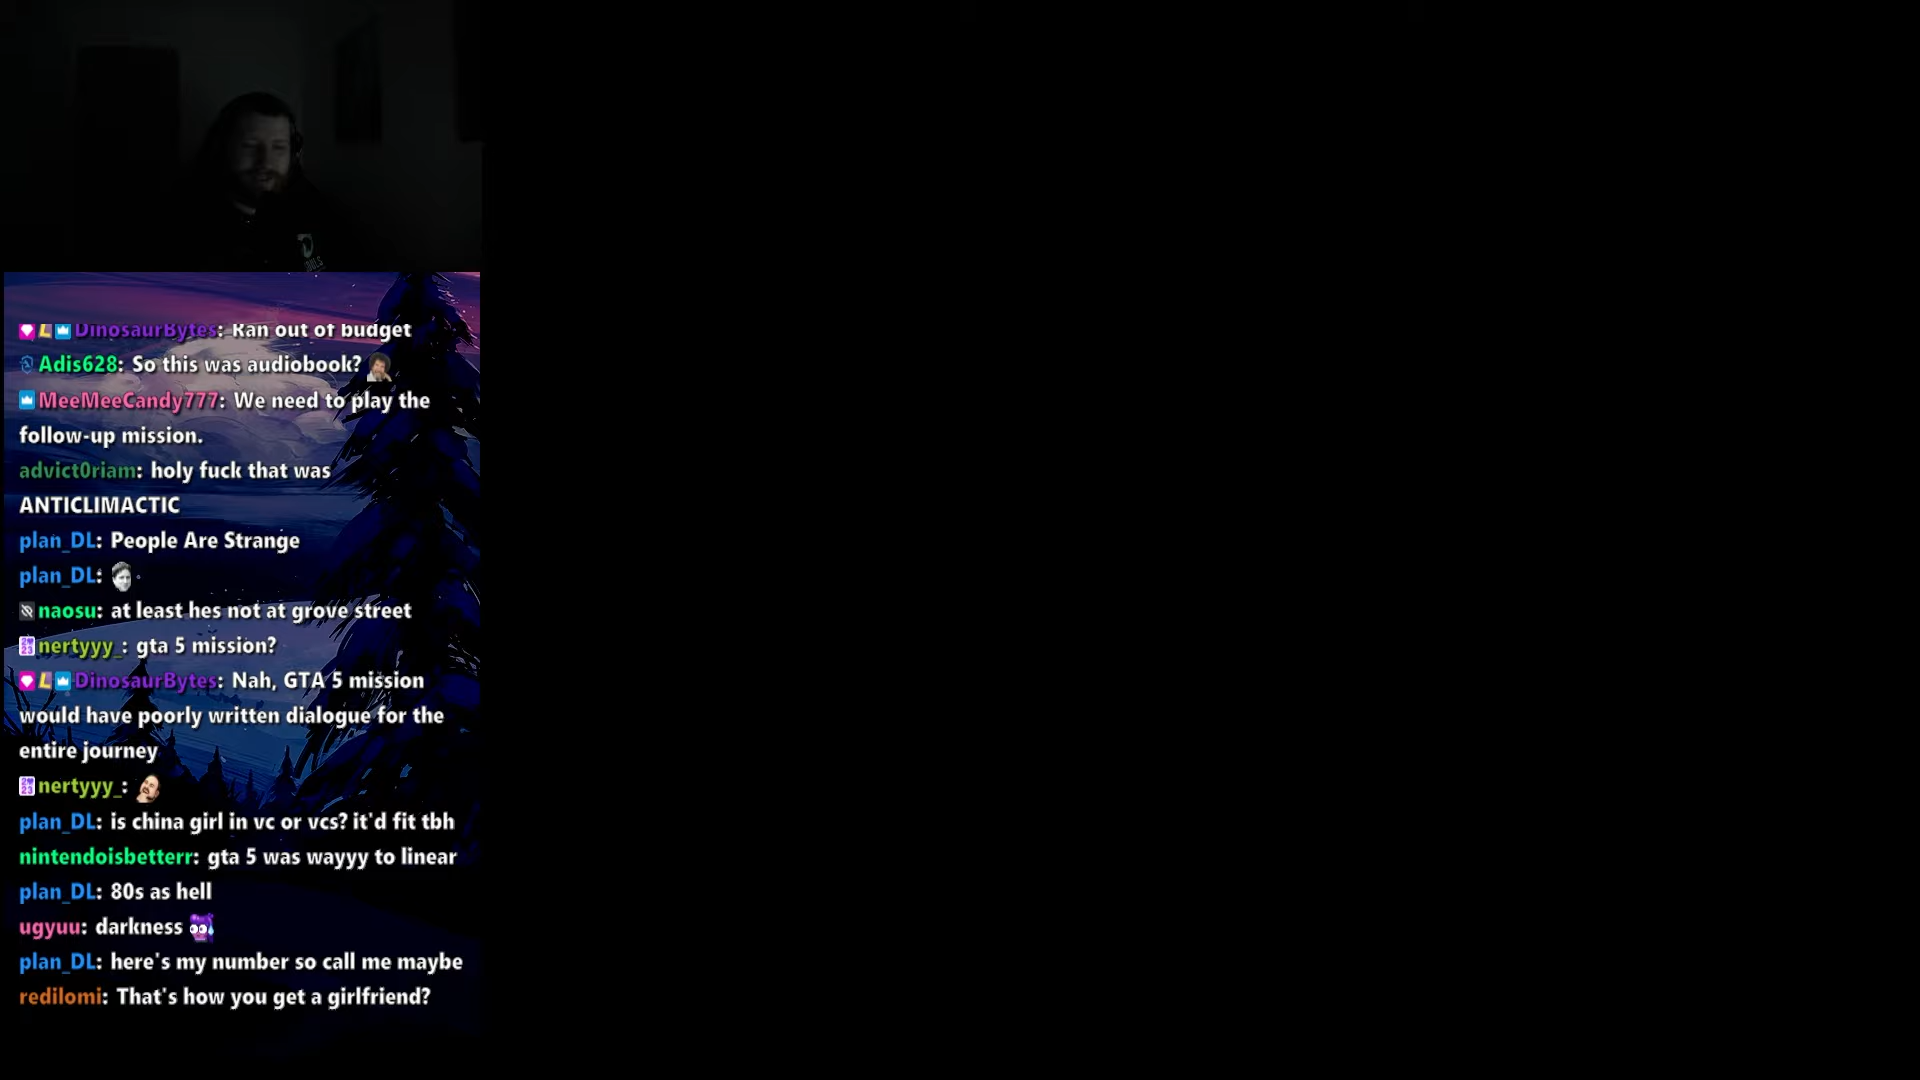 DinosaurBytes: Ran out of budget
Adis628: So this was audiobook?
MeeMeeCandy777: We need to play the
follow-up mission.
advict0riam: holy fuck that was
ANTICLIMACTIC
plan_DL: People Are Strange
plan_DL:
naosu: at least hes not at grove street
nertyyy_: gta 5 mission?
DinosaurBytes: Nah, GTA 5 mission
would have poorly written dialogue for the
entire journey
nertyyy_:
plan_DL: is china girl in vc or vcs? it'd fit tbh
nintendoisbetterr: gta 5 was wayyy to linear
plan_DL: 80s as hell
ugyuu: darkness
plan_DL: here's my number so call me maybe
redilomi: That's how you get a girlfriend?